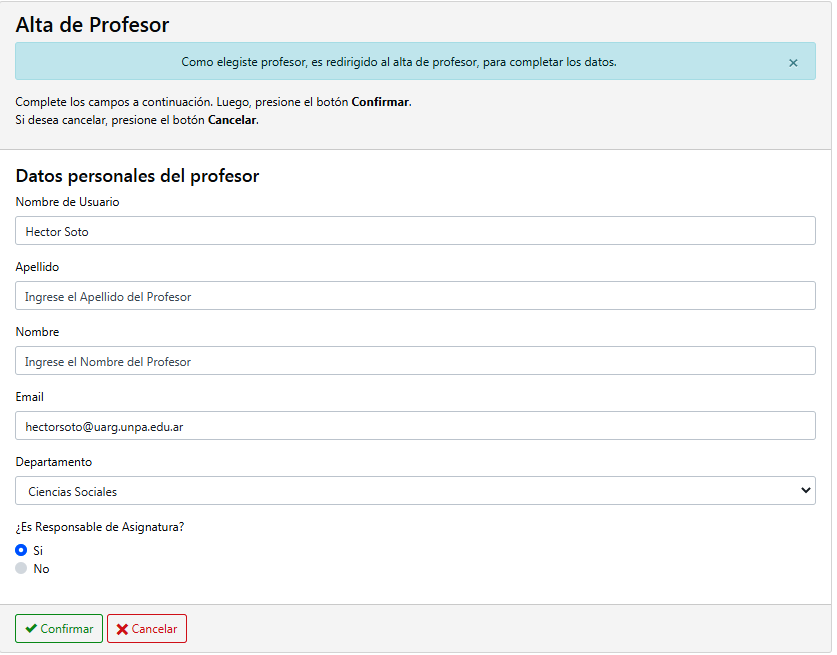 Alta de Profesor
Como elegiste profesor, es redirigido al alta de profesor, para completar los datos. ×
Complete los campos a continuación. Luego, presione el botón Confirmar.
Si desea cancelar, presione el botón Cancelar.
Datos personales del profesor
Nombre de Usuario
Hector Soto
Apellido
Ingrese el Apellido del Profesor
Nombre
Ingrese el Nombre del Profesor
Email
hectorsoto@uarg.unpa.edu.ar
Departamento
Ciencias Sociales
¿Es Responsable de Asignatura?
Si
No
Confirmar Cancelar